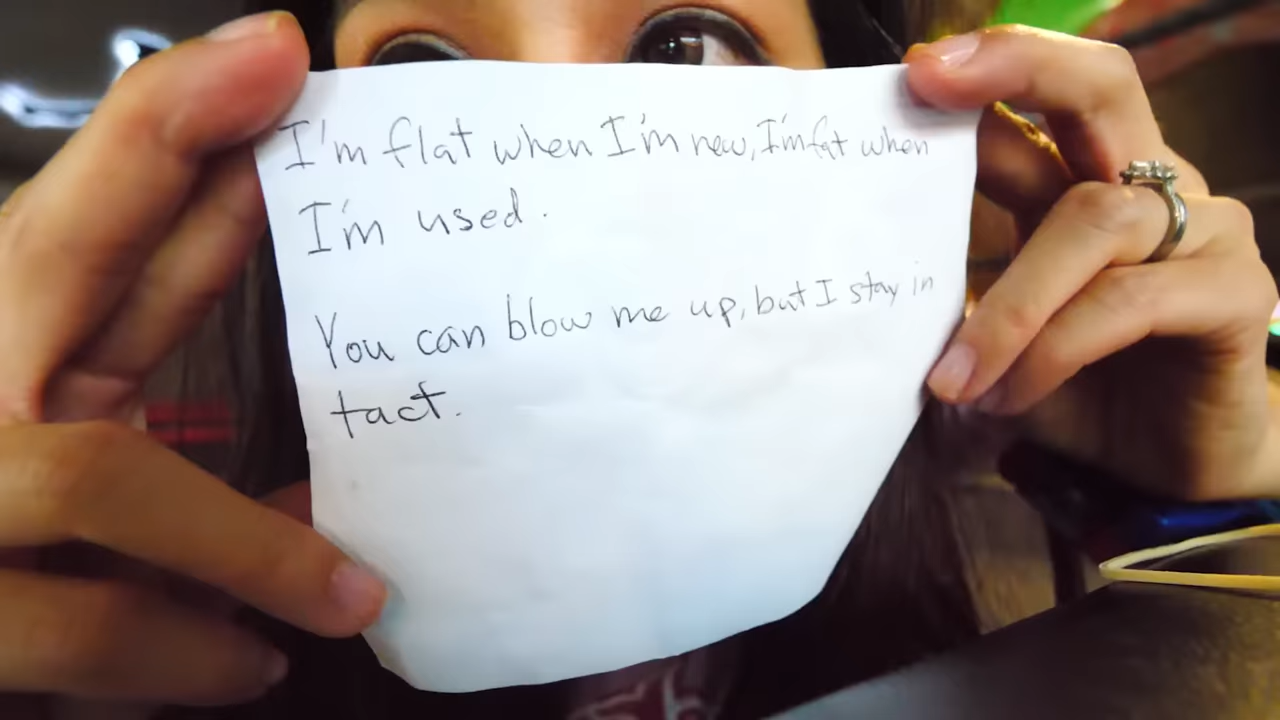 I'm flat when I'm new, I'm fat when
I'm used.
You can blow me up, but I stay in
tact.